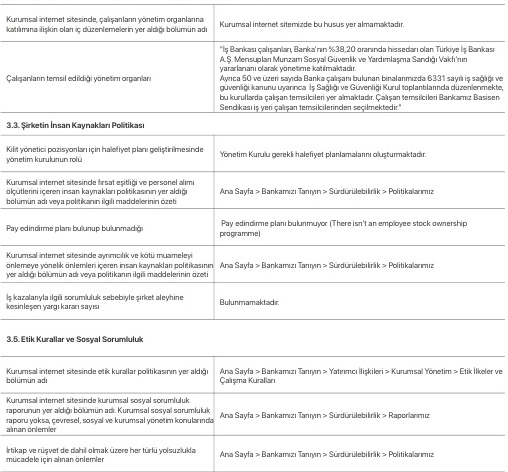 Kurumsal internet sitesinde, çalışanların yönetim organlarına
katılımına ilişkin olan iç düzenlemelerin yer aldığı bölümün adı
Kurumsal internet sitemizde bu husus yer almamaktadır.
Çalışanların temsil edildiği yönetim organları
"İş Bankası çalışanları, Banka'nın %38,20 oranında hissedarı olan Türkiye İş Bankası
A.Ş. Mensupları Munzam Sosyal Güvenlik ve Yardımlaşma Sandığı Vakfı'nın
yararlananı olarak yönetime katılmaktadır.
Ayrıca 50 ve üzeri sayıda Banka çalışanı bulunan binalarımızda 6331 sayılı iş sağlığı ve
güvenliği kanunu uyarınca İş Sağlığı ve Güvenliği Kurul toplantılarında düzenlenmekte,
bu kurullarda çalışan temsilcileri yer almaktadır. Çalışan temsilcileri Bankamız Basisen
Sendikası iş yeri çalışan temsilcilerinden seçilmektedir."
3.3. Şirketin İnsan Kaynakları Politikası
Kilit yönetici pozisyonları için halefiyet planı geliştirilmesinde
yönetim kurulunun rolü
Yönetim Kurulu gerekli halefiyet planlamalarını oluşturmaktadır.
Kurumsal internet sitesinde fırsat eşitliği ve personel alımı
ölçütlerini içeren insan kaynakları politikasının yer aldığı
bölümün adı veya politikanın ilgili maddelerinin özeti
Ana Sayfa > Bankamızı Tanıyın > Sürdürülebilirlik > Politikalarımız
Pay edindirme planı bulunup bulunmadığı
Pay edindirme planı bulunmuyor (There isn't an employee stock ownership
programme)
Kurumsal internet sitesinde ayrımcılık ve kötü muameleyi
önlemeye yönelik önlemleri içeren insan kaynakları politikasının
yer aldığı bölümün adı veya politikanın ilgili maddelerinin özeti
Ana Sayfa > Bankamızı Tanıyın > Sürdürülebilirlik > Politikalarımız
İş kazalarıyla ilgili sorumluluk sebebiyle şirket aleyhine
kesinleşen yargı kararı sayısı
Bulunmamaktadır.
3.5. Etik Kurallar ve Sosyal Sorumluluk
Kurumsal internet sitesinde etik kurallar politikasının yer aldığı
bölümün adı
Ana Sayfa > Bankamızı Tanıyın > Yatırımcı İlişkileri > Kurumsal Yönetim > Etik İlkeler ve
Çalışma Kuralları
Kurumsal internet sitesinde kurumsal sosyal sorumluluk
raporunun yer aldığı bölümün adı. Kurumsal sosyal sorumluluk
raporu yoksa, çevresel, sosyal ve kurumsal yönetim konularında
alınan önlemler
Ana Sayfa > Bankamızı Tanıyın > Sürdürülebilirlik > Raporlarımız
İrtikap ve rüşvet de dahil olmak üzere her türlü yolsuzlukla
mücadele için alınan önlemler
Ana Sayfa > Bankamızı Tanıyın > Sürdürülebilirlik > Politikalarımız